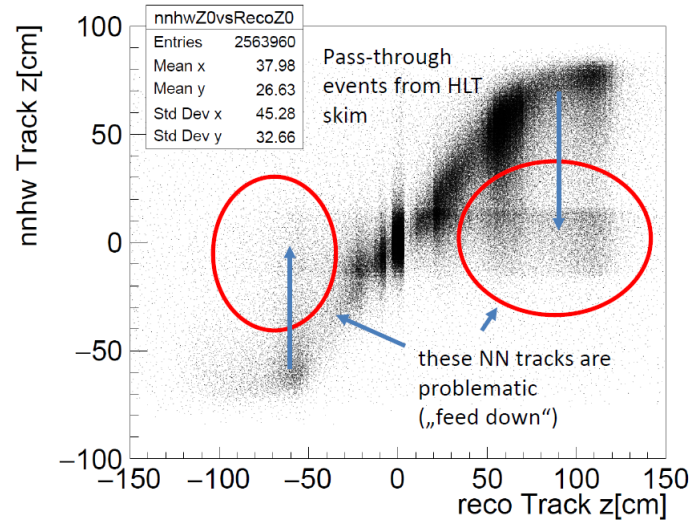 nnhwZ0vsRecoZ0
Entries 2563960
Mean x 37.98
Mean y 26.63
Std Dev x 45.28
Std Dev y 32.66
Pass-through
events from HLT
skim
these NN tracks are
problematic
(„feed down“)
nnhw Track z[cm]
100
50
0
−50
−100
−150
−100
−50
0
50
100
150
reco Track z[cm]